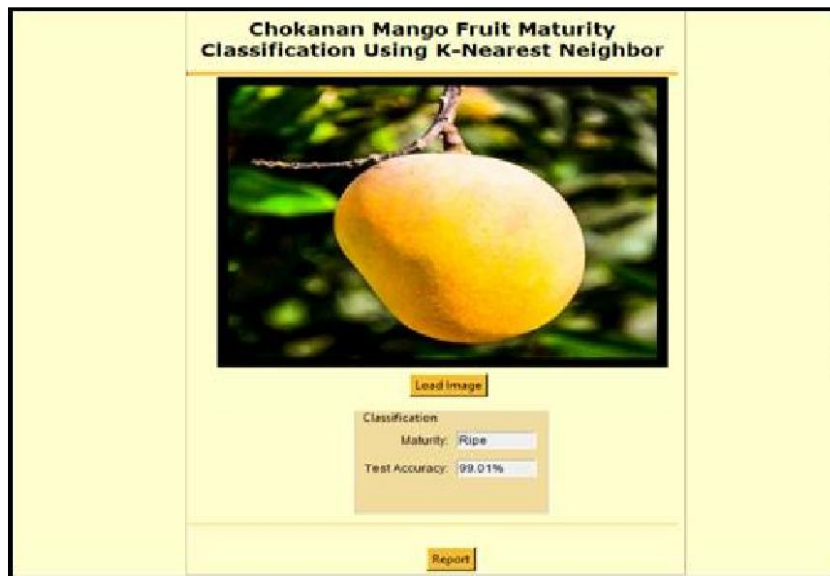 Chokanan Mango Fruit Maturity
Classification Using K-Nearest Neighbor
Load Image
Classification
Maturity: Ripe
Test Accuracy: 99.01%
Report